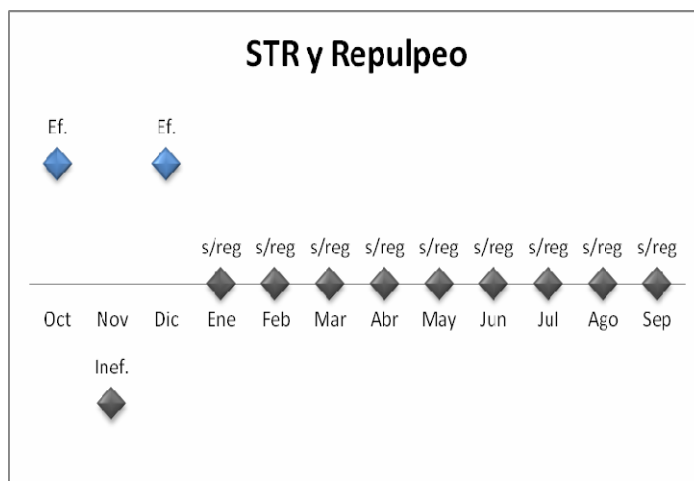 STR y Repulpeo
Ef. Ef.
s/reg s/reg s/reg s/reg s/reg s/reg s/reg s/reg s/reg
Oct Nov Dic Ene Feb Mar Abr May Jun Jul Ago Sep
Inef.